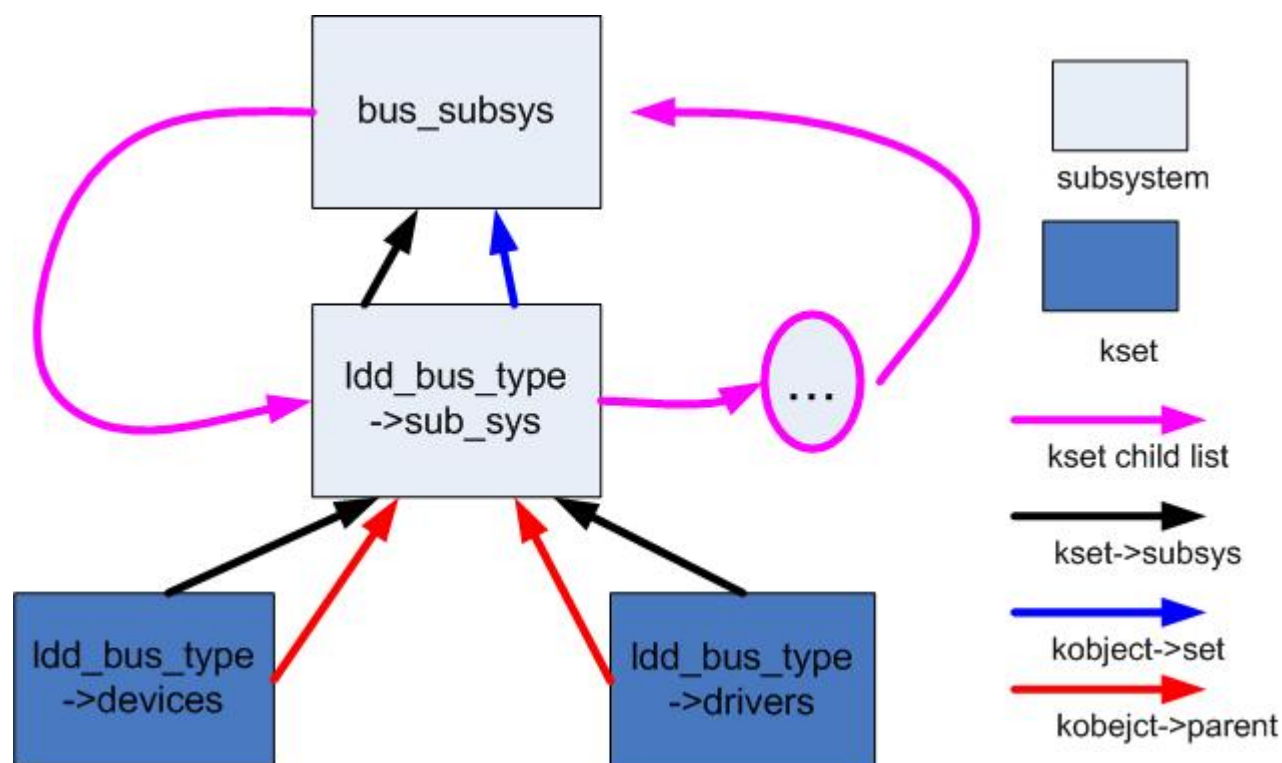 bus_subsys
subsystem
kset
ldd_bus_type
->sub_sys
...
kset child list
kset->subsys
ldd_bus_type
->devices
ldd_bus_type
->drivers
kobject->set
kobejct->parent